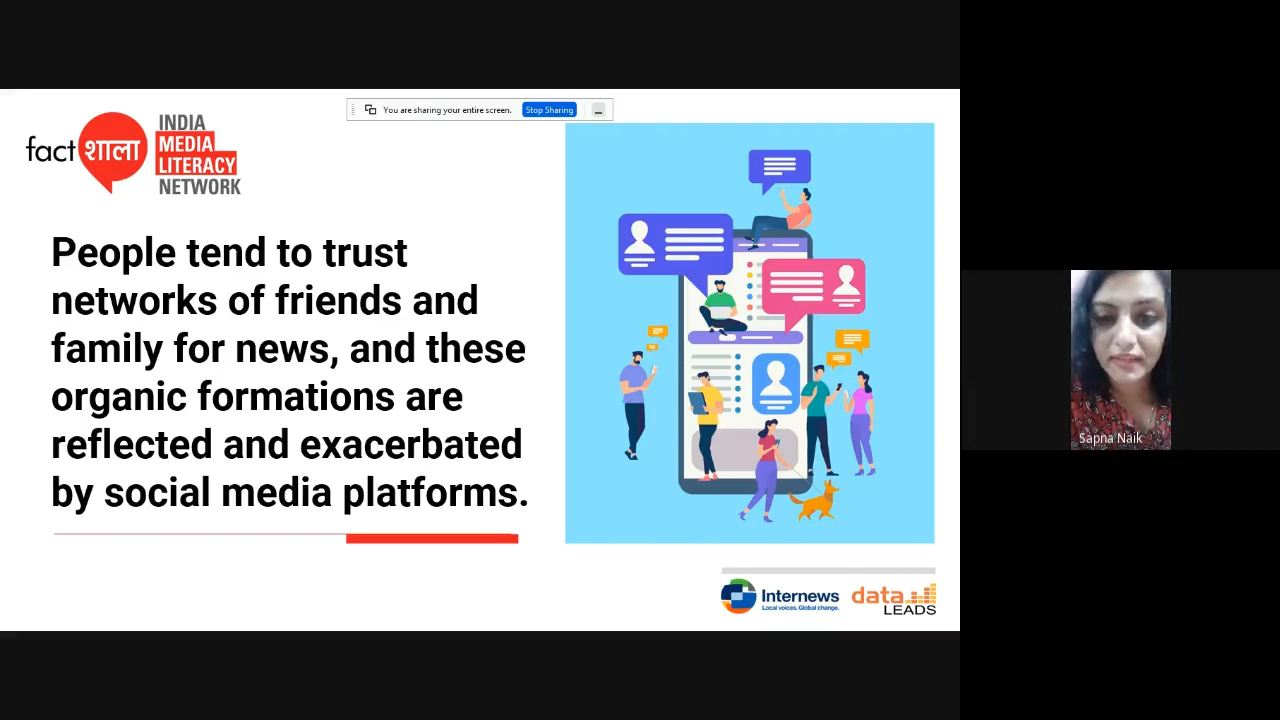 You are sharing your entire screen.
Stop Sharing
fact शाला
INDIA
MEDIA
LITERACY
NETWORK
People tend to trust
networks of friends and
family for news, and these
organic formations are
reflected and exacerbated
by social media platforms.
Sapna Naik
Internews
Local voices. Global change.
data
LEADS